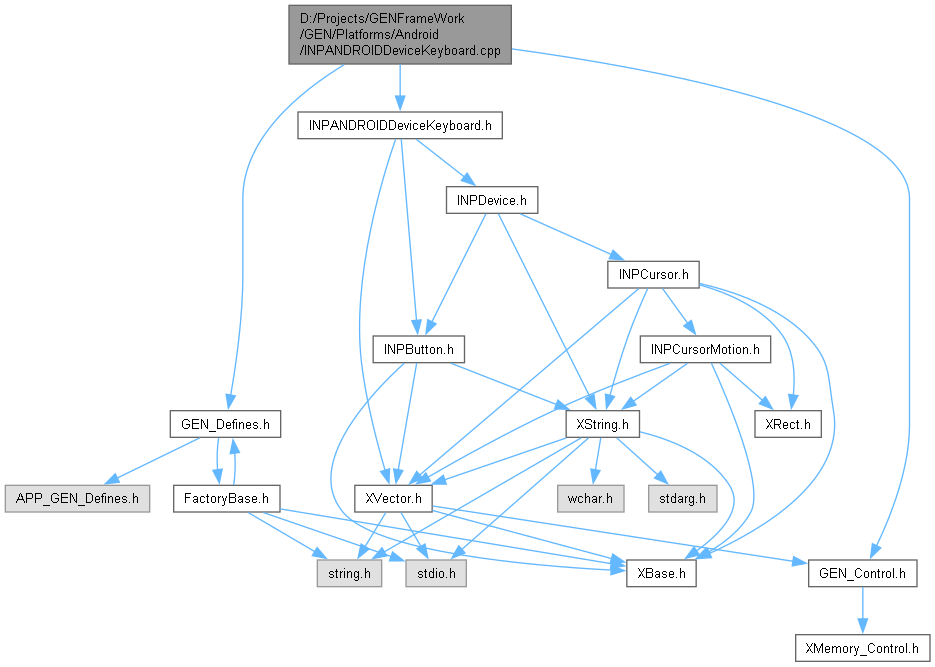 D:/Projects/GENFrameWork
/GEN/Platforms/Android
/INPANDROIDDeviceKeyboard.cpp
INPANDROIDDeviceKeyboard.h
INPDevice.h
INPCursor.h
INPButton.h
INPCursorMotion.h
GEN_Defines.h
XString.h
XRect.h
APP_GEN_Defines.h
FactoryBase.h
XVector.h
wchar.h
stdarg.h
string.h
stdio.h
XBase.h
GEN_Control.h
XMemory_Control.h